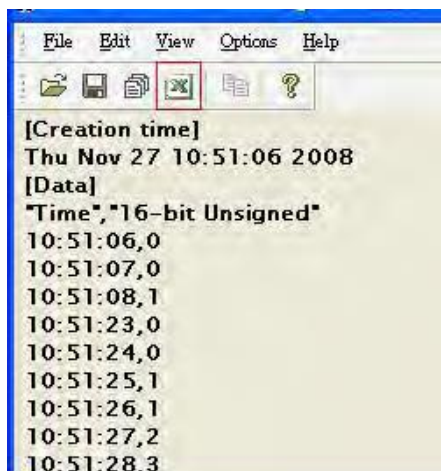 File Edit View Options Help
[Creation time]
Thu Nov 27 10:51:06 2008
[Data]
"Time","16-bit Unsigned"
10:51:06,0
10:51:07,0
10:51:08,1
10:51:23,0
10:51:24,0
10:51:25,1
10:51:26,1
10:51:27,2
10:51:28,3